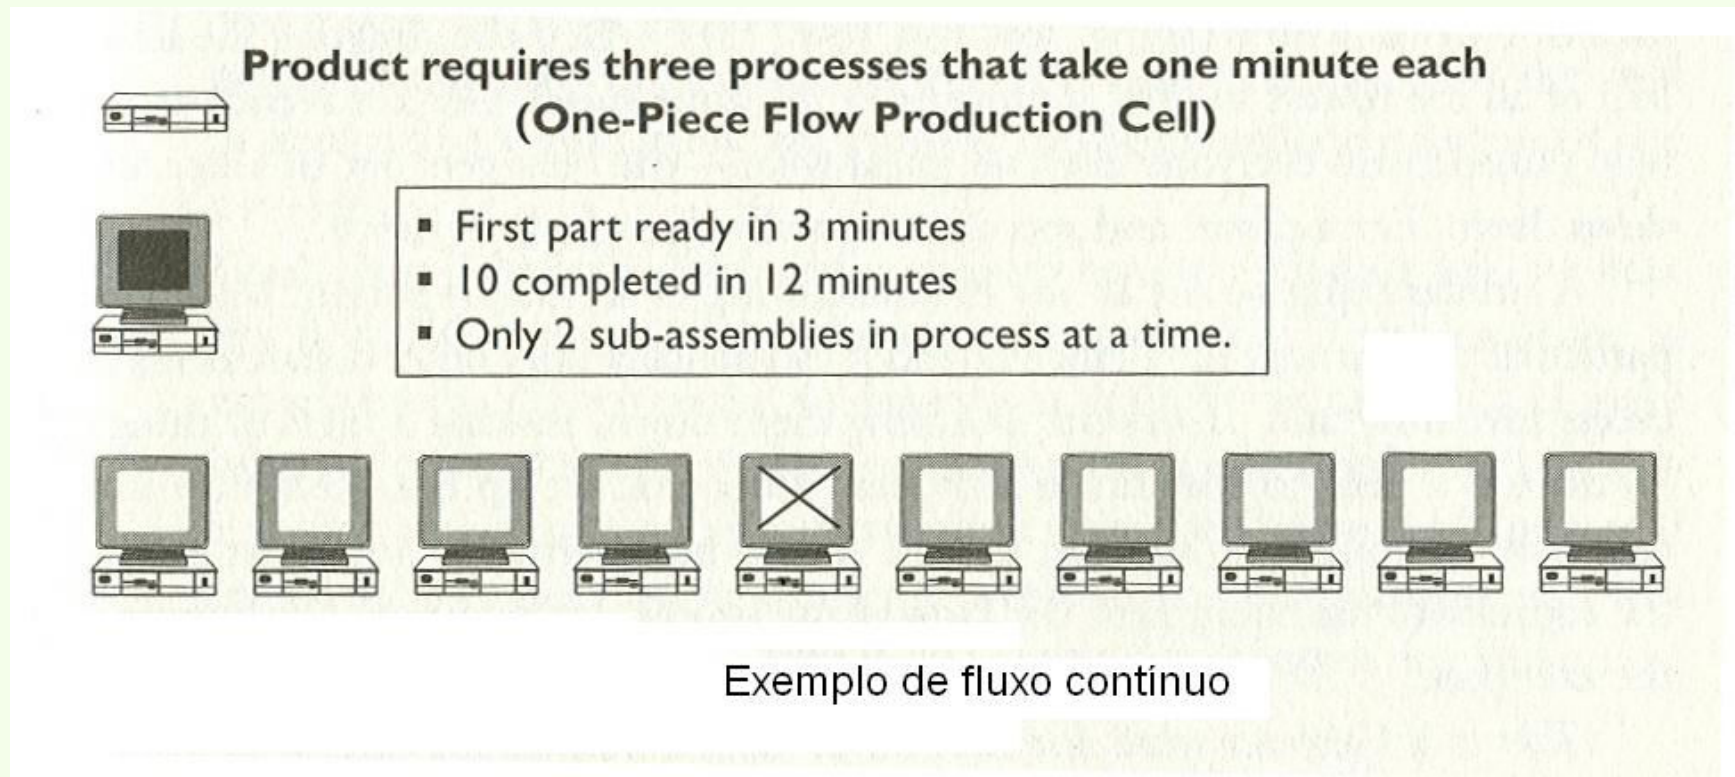 Product requires three processes that take one minute each
(One-Piece Flow Production Cell)
▪ First part ready in 3 minutes
▪ 10 completed in 12 minutes
▪ Only 2 sub-assemblies in process at a time.
Exemplo de fluxo contínuo